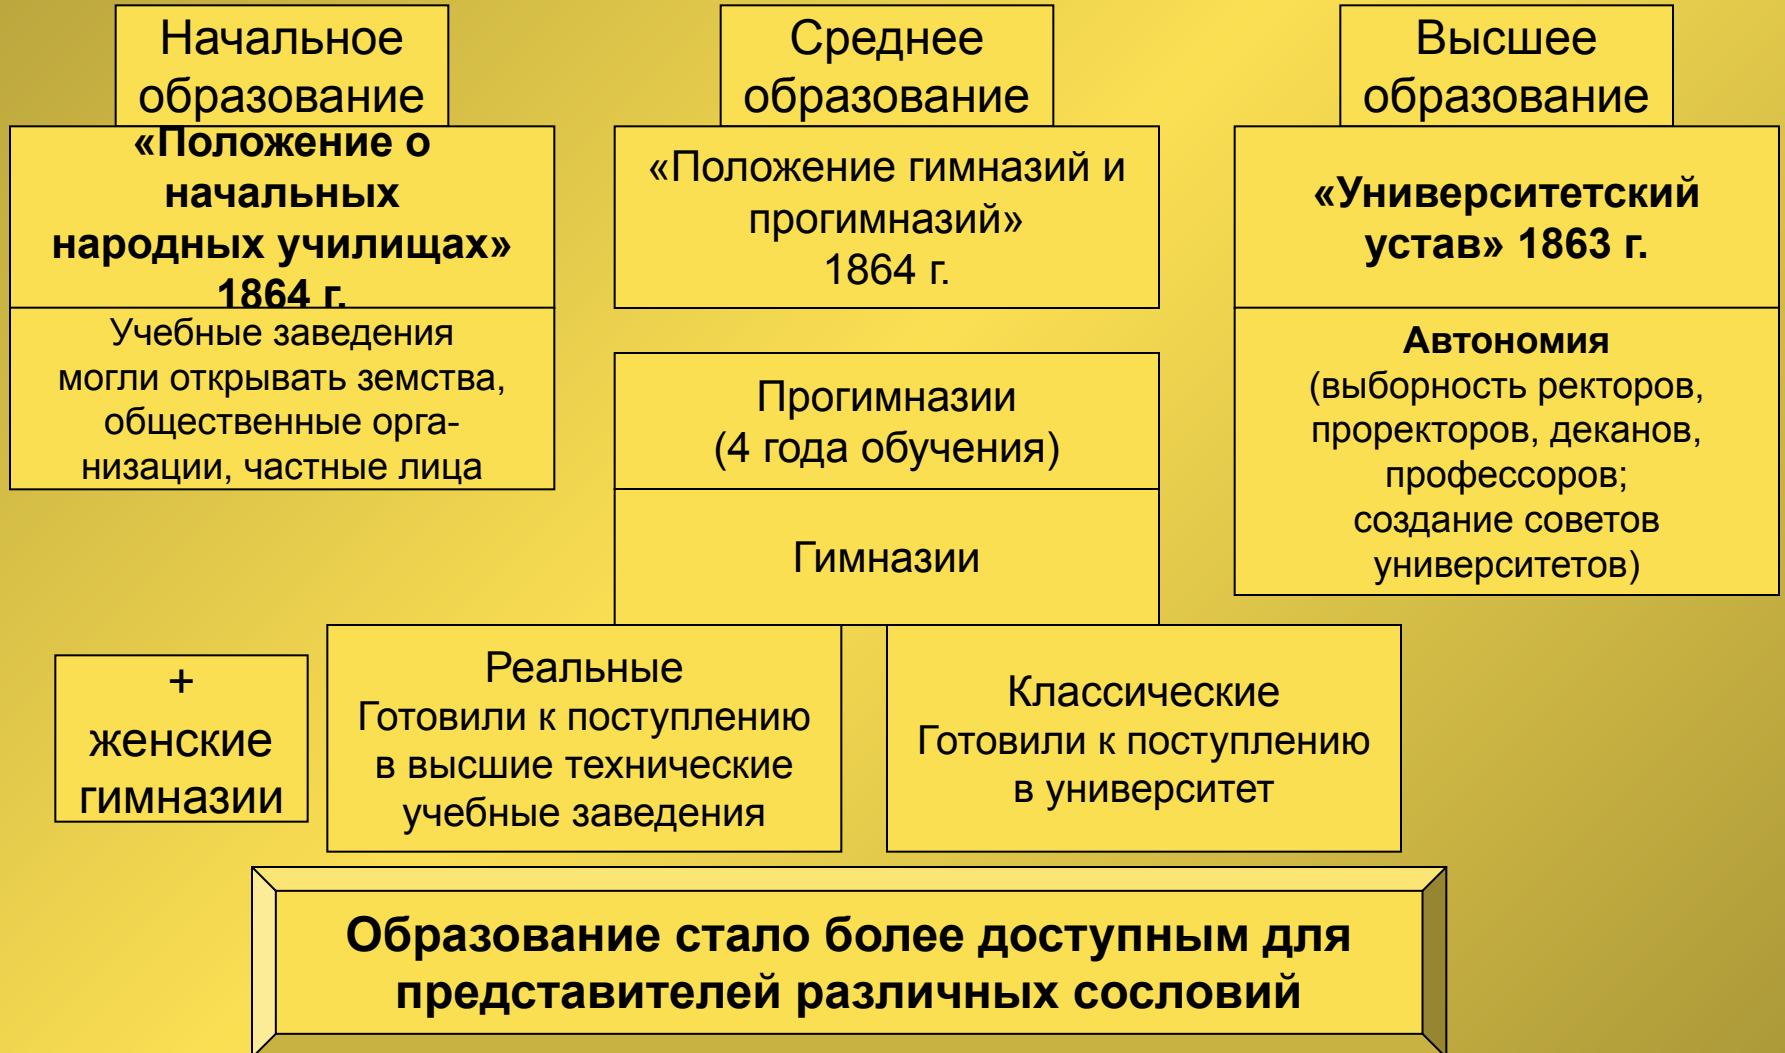 Начальное
образование
«Положение о
начальных
народных училищах»
1864 г.
Учебные заведения
могли открывать земства,
общественные орга-
низации, частные лица
Среднее
образование
«Положение гимназий и
прогимназий»
1864 г.
Прогимназии
(4 года обучения)
Гимназии
Высшее
образование
«Университетский
устав» 1863 г.
Автономия
(выборность ректоров,
проректоров, деканов,
профессоров;
создание советов
университетов)
+
женские
гимназии
Реальные
Готовили к поступлению
в высшие технические
учебные заведения
Классические
Готовили к поступлению
в университет
Образование стало более доступным для
представителей различных сословий